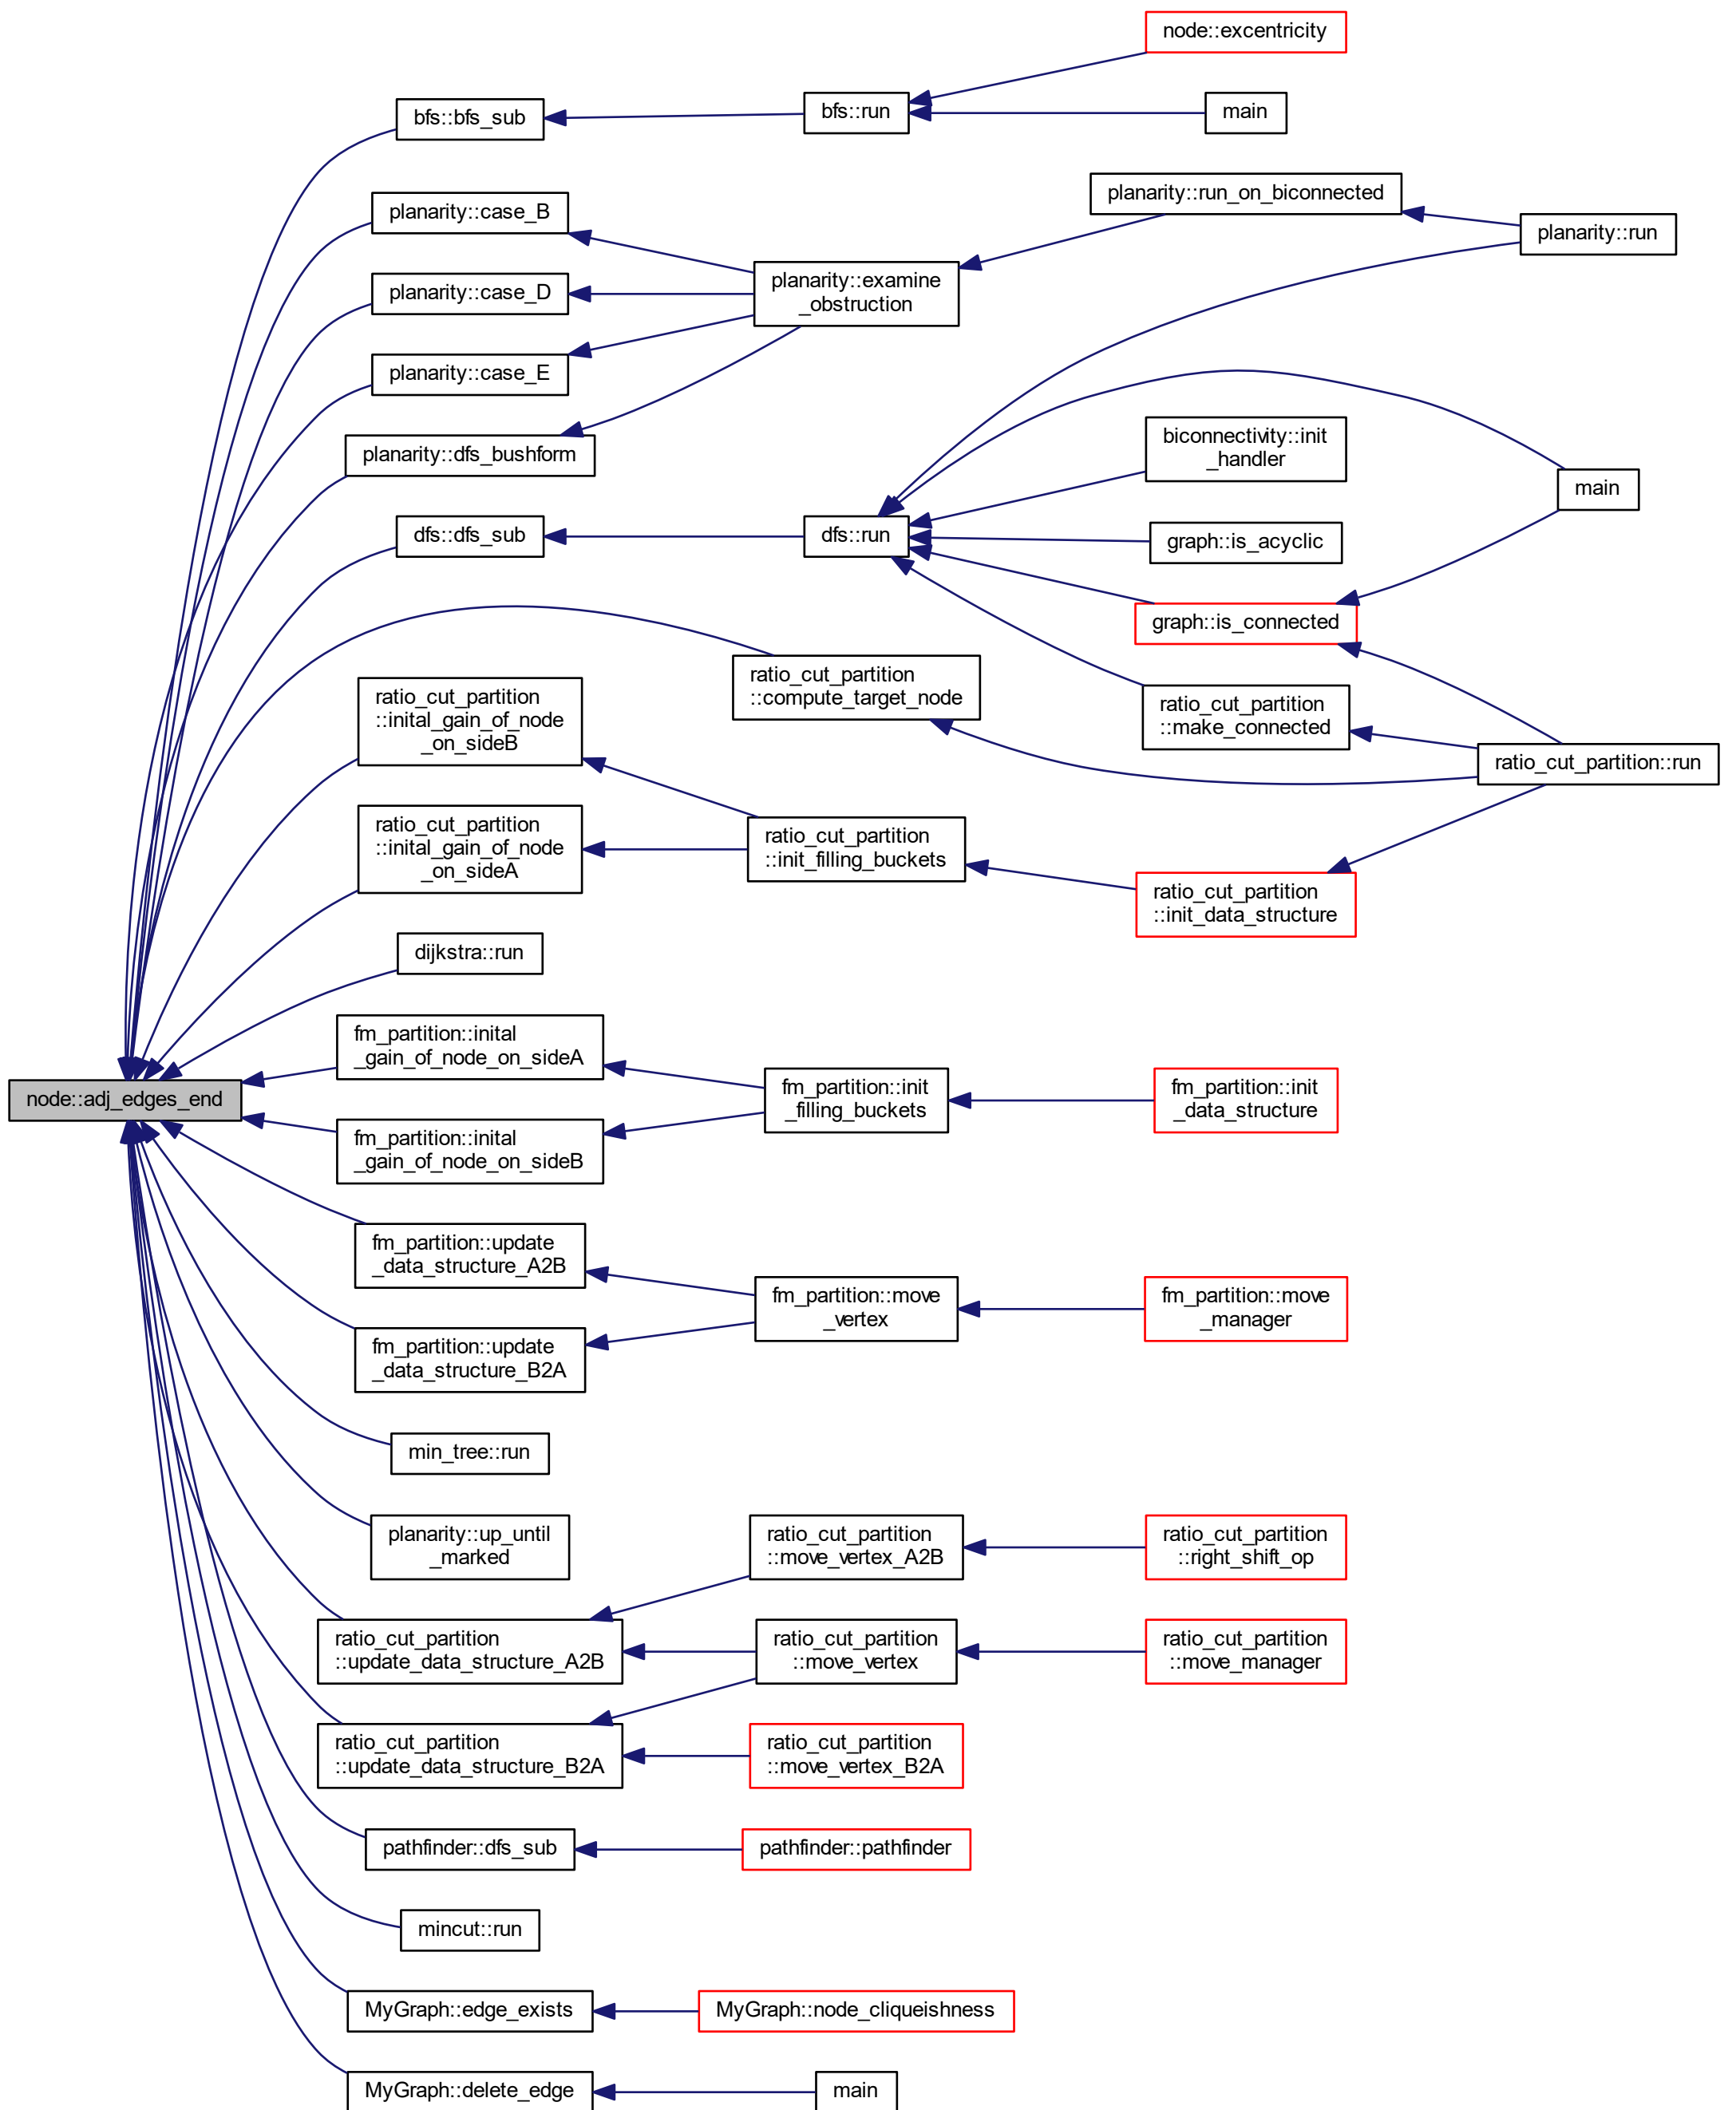 node::excentricity
bfs::bfs_sub
bfs::run
main
planarity::case_B
planarity::run_on_biconnected
planarity::run
planarity::case_D
planarity::examine
_obstruction
planarity::case_E
planarity::dfs_bushform
biconnectivity::init
_handler
main
dfs::dfs_sub
dfs::run
graph::is_acyclic
graph::is_connected
ratio_cut_partition
::compute_target_node
ratio_cut_partition
::inital_gain_of_node
_on_sideB
ratio_cut_partition
::make_connected
ratio_cut_partition::run
ratio_cut_partition
::inital_gain_of_node
_on_sideA
ratio_cut_partition
::init_filling_buckets
ratio_cut_partition
::init_data_structure
dijkstra::run
fm_partition::inital
_gain_of_node_on_sideA
node::adj_edges_end
fm_partition::init
_filling_buckets
fm_partition::init
_data_structure
fm_partition::inital
_gain_of_node_on_sideB
fm_partition::update
_data_structure_A2B
fm_partition::move
_vertex
fm_partition::move
_manager
fm_partition::update
_data_structure_B2A
min_tree::run
planarity::up_until
_marked
ratio_cut_partition
::move_vertex_A2B
ratio_cut_partition
::right_shift_op
ratio_cut_partition
::update_data_structure_A2B
ratio_cut_partition
::move_vertex
ratio_cut_partition
::move_manager
ratio_cut_partition
::update_data_structure_B2A
ratio_cut_partition
::move_vertex_B2A
pathfinder::dfs_sub
pathfinder::pathfinder
mincut::run
MyGraph::edge_exists
MyGraph::node_cliqueishness
MyGraph::delete_edge
main